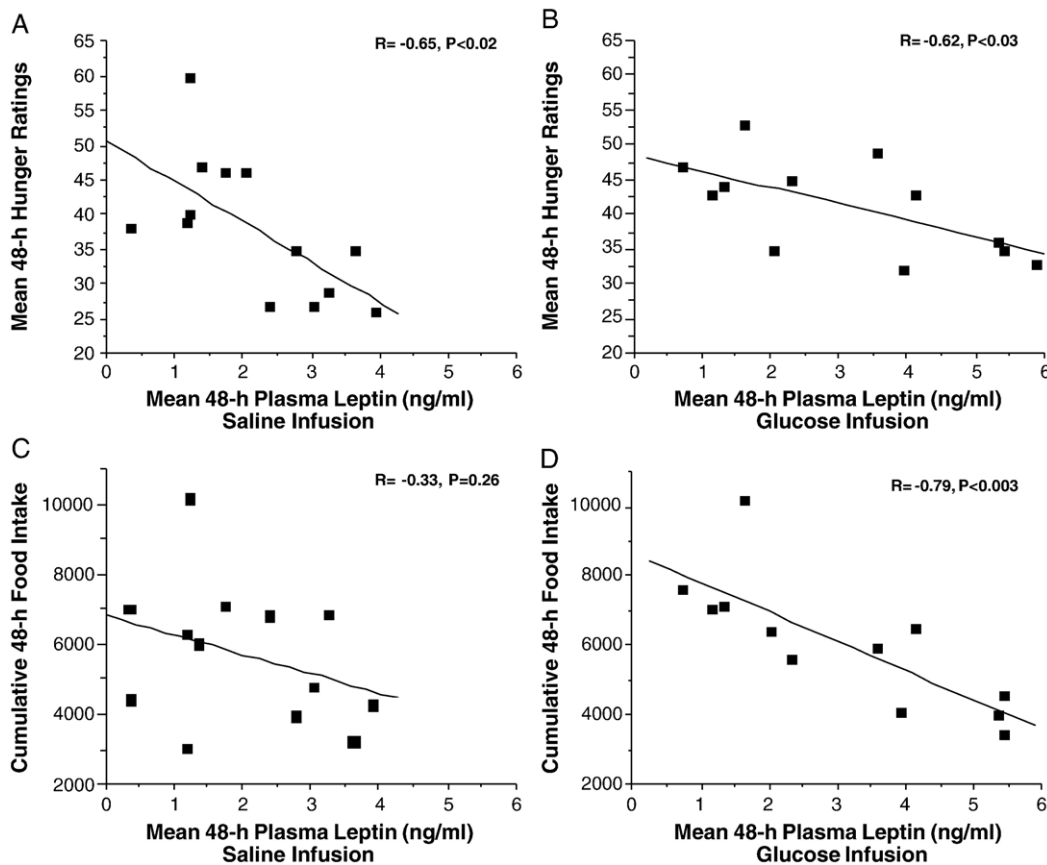 A
R= -0.65, P<0.02
Mean 48-h Hunger Ratings
65
60
55
50
45
40
35
30
25
20
0 1 2 3 4 5 6
Mean 48-h Plasma Leptin (ng/ml)
Saline Infusion
B
R= -0.62, P<0.03
Mean 48-h Hunger Ratings
65
60
55
50
45
40
35
30
25
20
0 1 2 3 4 5 6
Mean 48-h Plasma Leptin (ng/ml)
Glucose Infusion
C
R= -0.33, P=0.26
Cumulative 48-h Food Intake
10000
8000
6000
4000
2000
0 1 2 3 4 5 6
Mean 48-h Plasma Leptin (ng/ml)
Saline Infusion
D
R= -0.79, P<0.003
Cumulative 48-h Food Intake
10000
8000
6000
4000
2000
0 1 2 3 4 5 6
Mean 48-h Plasma Leptin (ng/ml)
Glucose Infusion